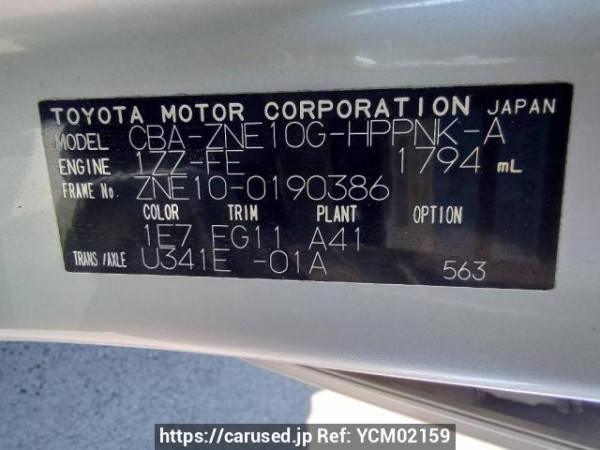 TOYOTA MOTOR CORPORATION JAPAN
MODEL CBA-ZNE10G-HPPNK-A
ENGINE 1ZZ-FE 1794 mL
FRAME No ZNE10-0190386
COLOR TRIM PLANT OPTION
1E7 FG11 A41
TRANS/AXLE U341E -01A 563
https://carused.jp Ref: YCM02159